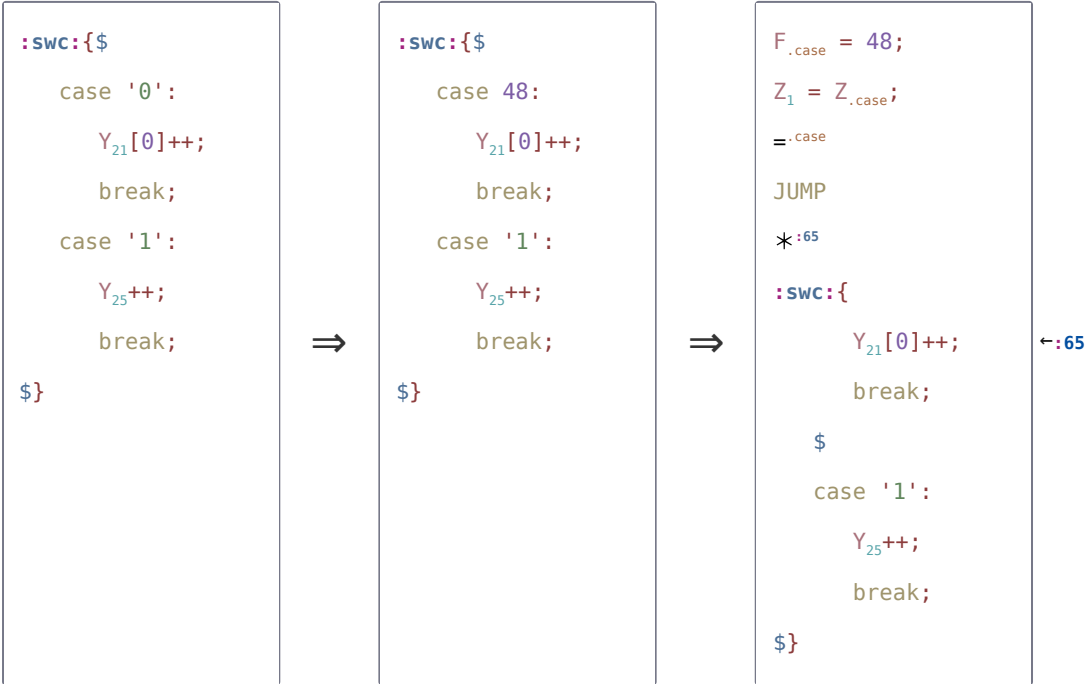 :swc:{$
case '0':
Y₂₁[0]++;
break;
case '1':
Y₂₅++;
break;
$}
⇒
:swc:{$
case 48:
Y₂₁[0]++;
break;
case '1':
Y₂₅++;
break;
$}
⇒
F.case = 48;
Z₁ = Z.case;
=.case
JUMP
*:65
:swc:{
Y₂₁[0]++; ←:65
break;
$
case '1':
Y₂₅++;
break;
$}